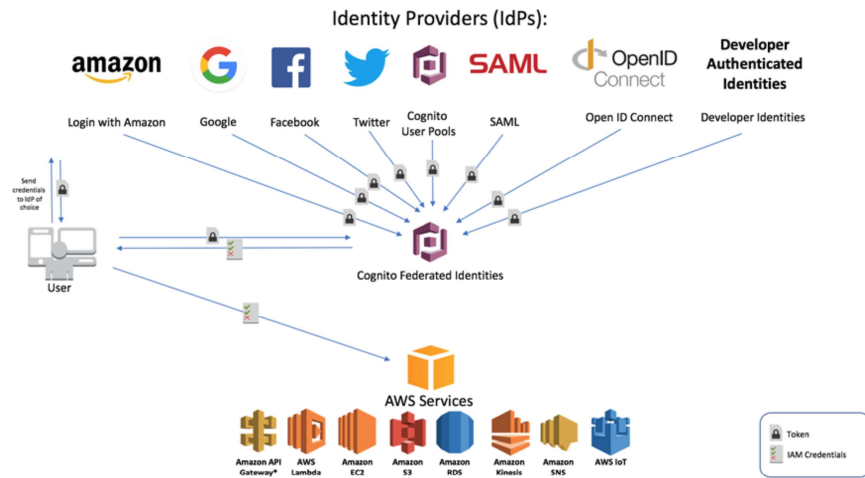 Identity Providers (IdPs):
amazon
G
f
SAML
OpenID
Connect
Developer
Authenticated
Identities
Login with Amazon
Google
Facebook
Twitter
Cognito
User Pools
SAML
Open ID Connect
Developer Identities
Send
credentials
to IdP of
choice
User
Cognito Federated Identities
AWS Services
Amazon API
Gateway*
AWS
Lambda
Amazon
EC2
Amazon
S3
Amazon
RDS
Amazon
Kinesis
Amazon
SNS
AWS IoT
Token
IAM Credentials